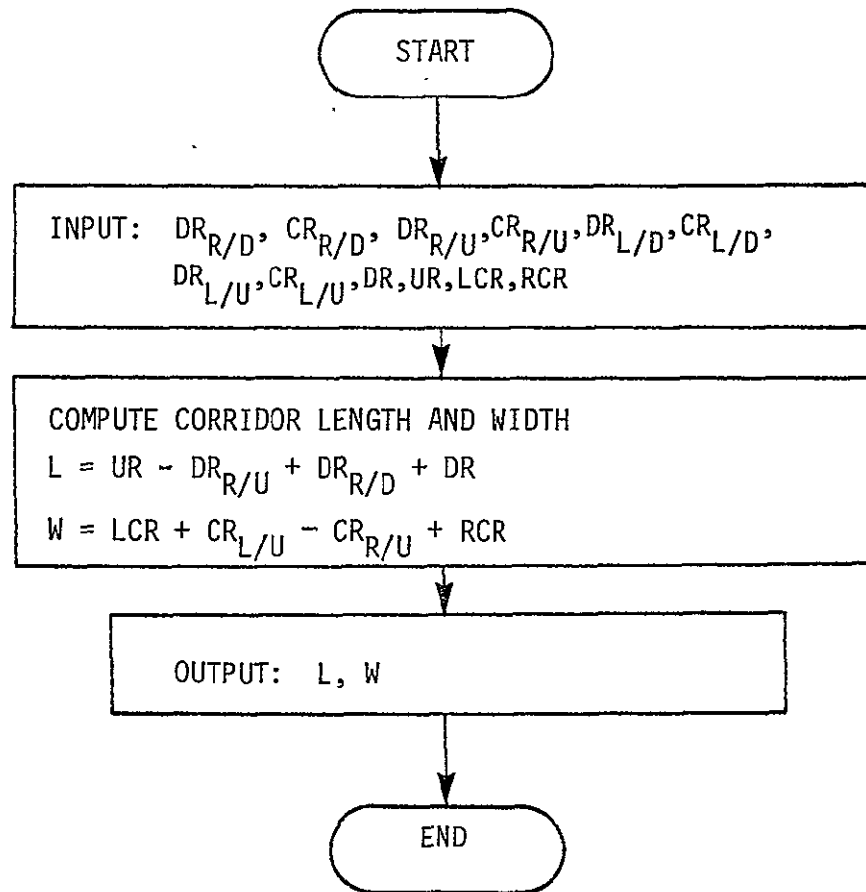 START
INPUT: DR_R/D, CR_R/D, DR_R/U,CR_R/U,DR_L/D,CR_L/D,
DR_L/U,CR_L/U,DR,UR,LCR,RCR
COMPUTE CORRIDOR LENGTH AND WIDTH
L = UR - DR_R/U + DR_R/D + DR
W = LCR + CR_L/U - CR_R/U + RCR
OUTPUT: L, W
END